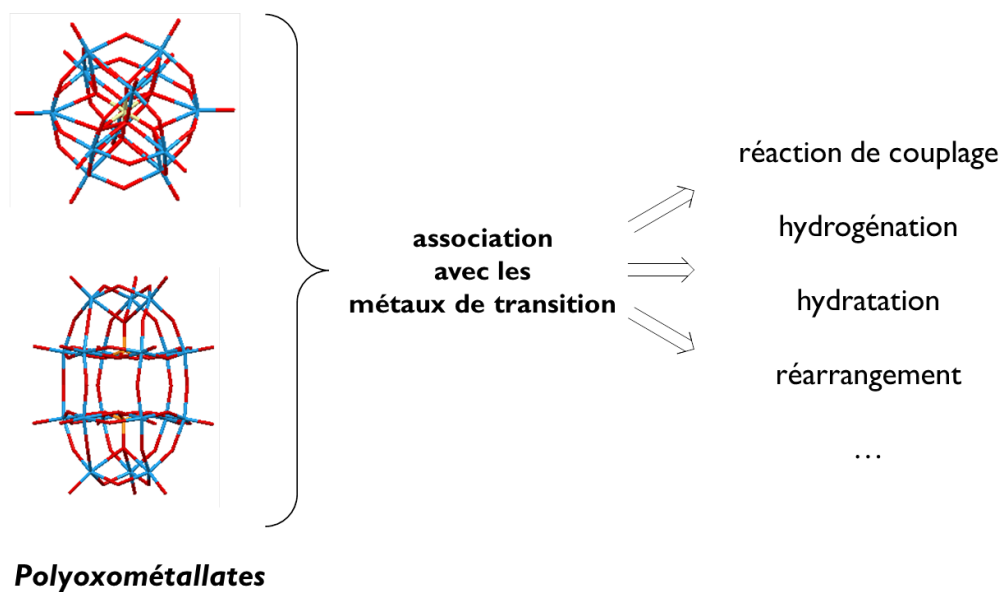 réaction de couplage
hydrogénation
association
avec les
métaux de transition
hydratation
réarrangement
…
Polyoxométallates